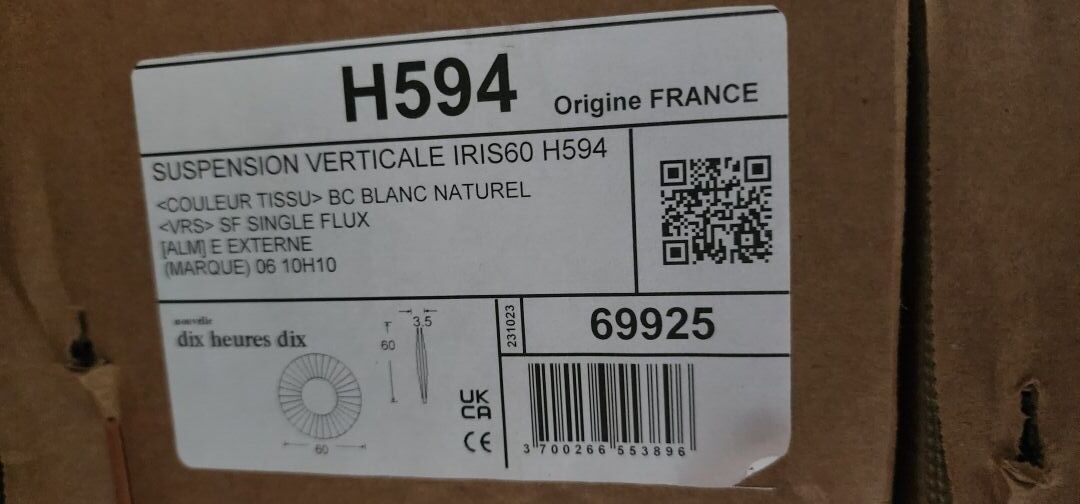 H594
Origine FRANCE
SUSPENSION VERTICALE IRIS60 H594
<COULEUR TISSU> BC BLANC NATUREL
<VRS> SF SINGLE FLUX
[ALM] E EXTERNE
(MARQUE) 06 10H10
nouvelle
dix heures dix
3.5
60
60
UK
CA
CE
231023
69925
3 700266 553896